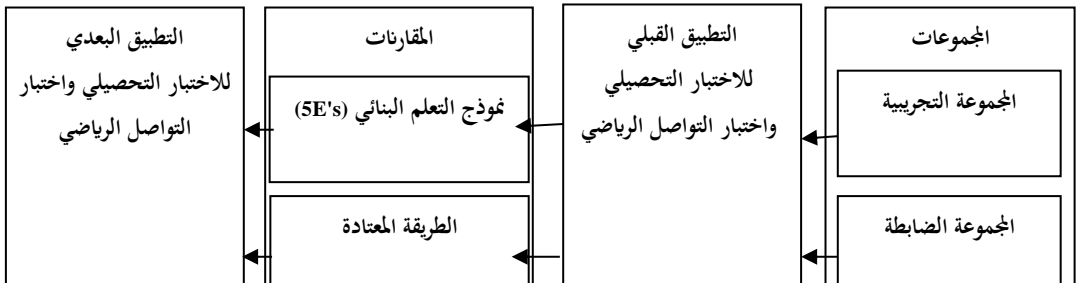 المجموعات
المجموعة التجريبية
المجموعة الضابطة
التطبيق القبلي
للاختبار التحصيلي
واختبار التواصل الرياضي
المقارنات
نموذج التعلم البنائي (5E's)
الطريقة المعتادة
التطبيق البعدي
للاختبار التحصيلي واختبار
التواصل الرياضي